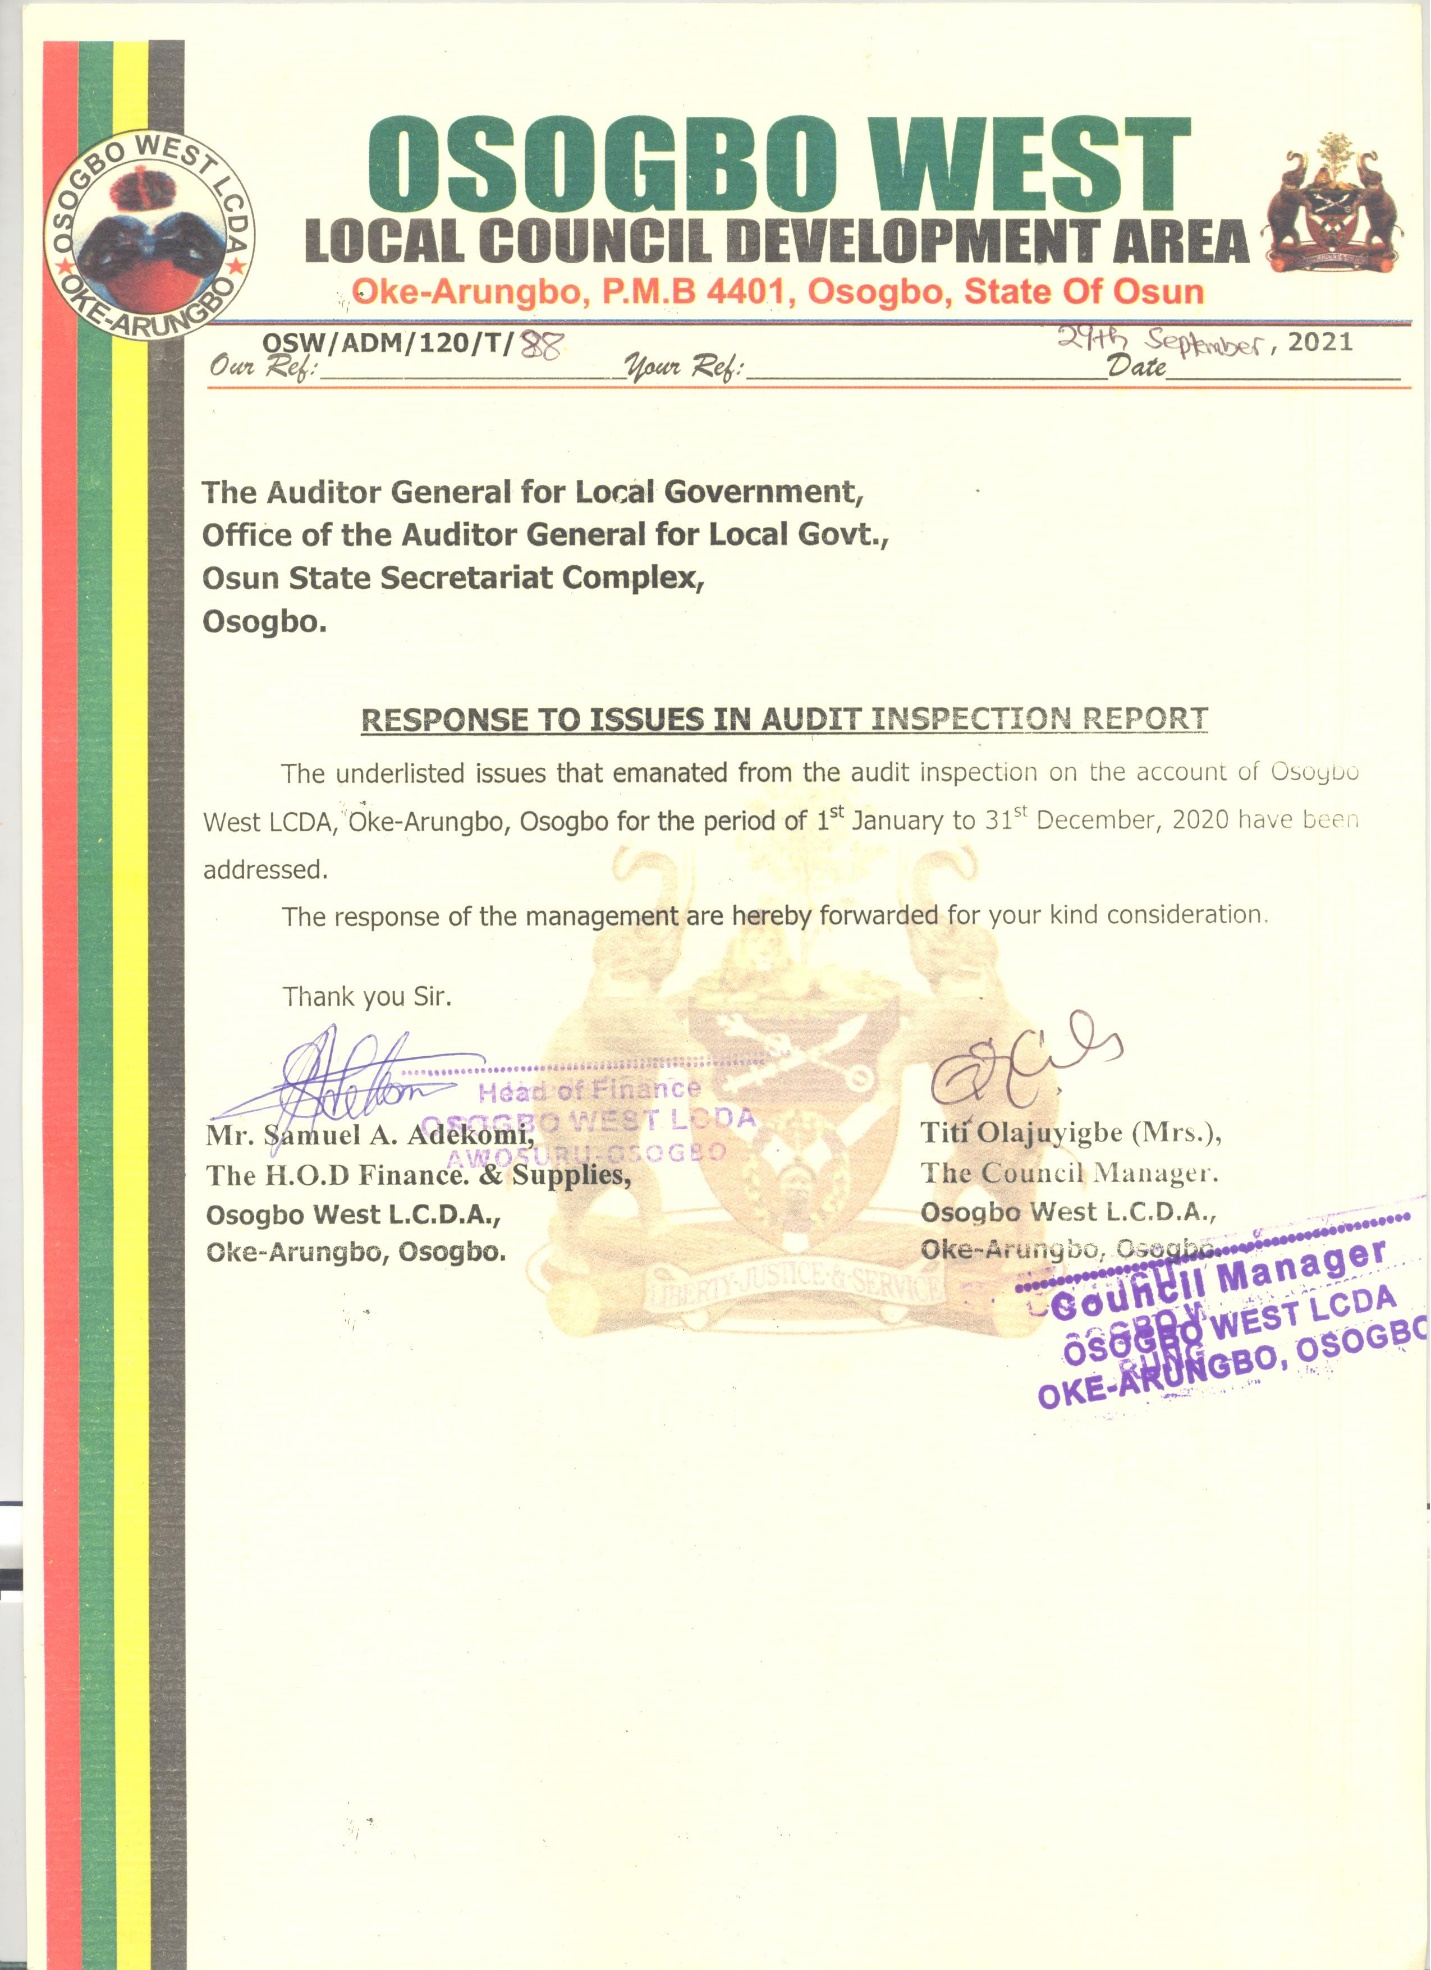 OSOGBO WEST LCDA
OKE-ARUNGBO
OSOGBO WEST
LOCAL COUNCIL DEVELOPMENT AREA
Oke-Arungbo, P.M.B 4401, Osogbo, State Of Osun
OSW/ADM/120/T/88
29th September, 2021
Our Ref: Your Ref: Date
The Auditor General for Local Government,
Office of the Auditor General for Local Govt.,
Osun State Secretariat Complex,
Osogbo.
RESPONSE TO ISSUES IN AUDIT INSPECTION REPORT
The underlisted issues that emanated from the audit inspection on the account of Osogbo
West LCDA, Oke-Arungbo, Osogbo for the period of 1st January to 31st December, 2020 have been
addressed.
The response of the management are hereby forwarded for your kind consideration.
Thank you Sir.
Head of Finance
OSOGBO WEST LCDA
AWOSURU-OSOGBO
Mr. Samuel A. Adekomi,
The H.O.D Finance. & Supplies,
Osogbo West L.C.D.A.,
Oke-Arungbo, Osogbo.
Titi Olajuyigbe (Mrs.),
The Council Manager.
Osogbo West L.C.D.A.,
Oke-Arungbo, Osogbo.
LIBERTY-JUSTICE-&-SERVICE
Council Manager
OSOGBO WEST LCDA
OKE-ARUNGBO, OSOGBO